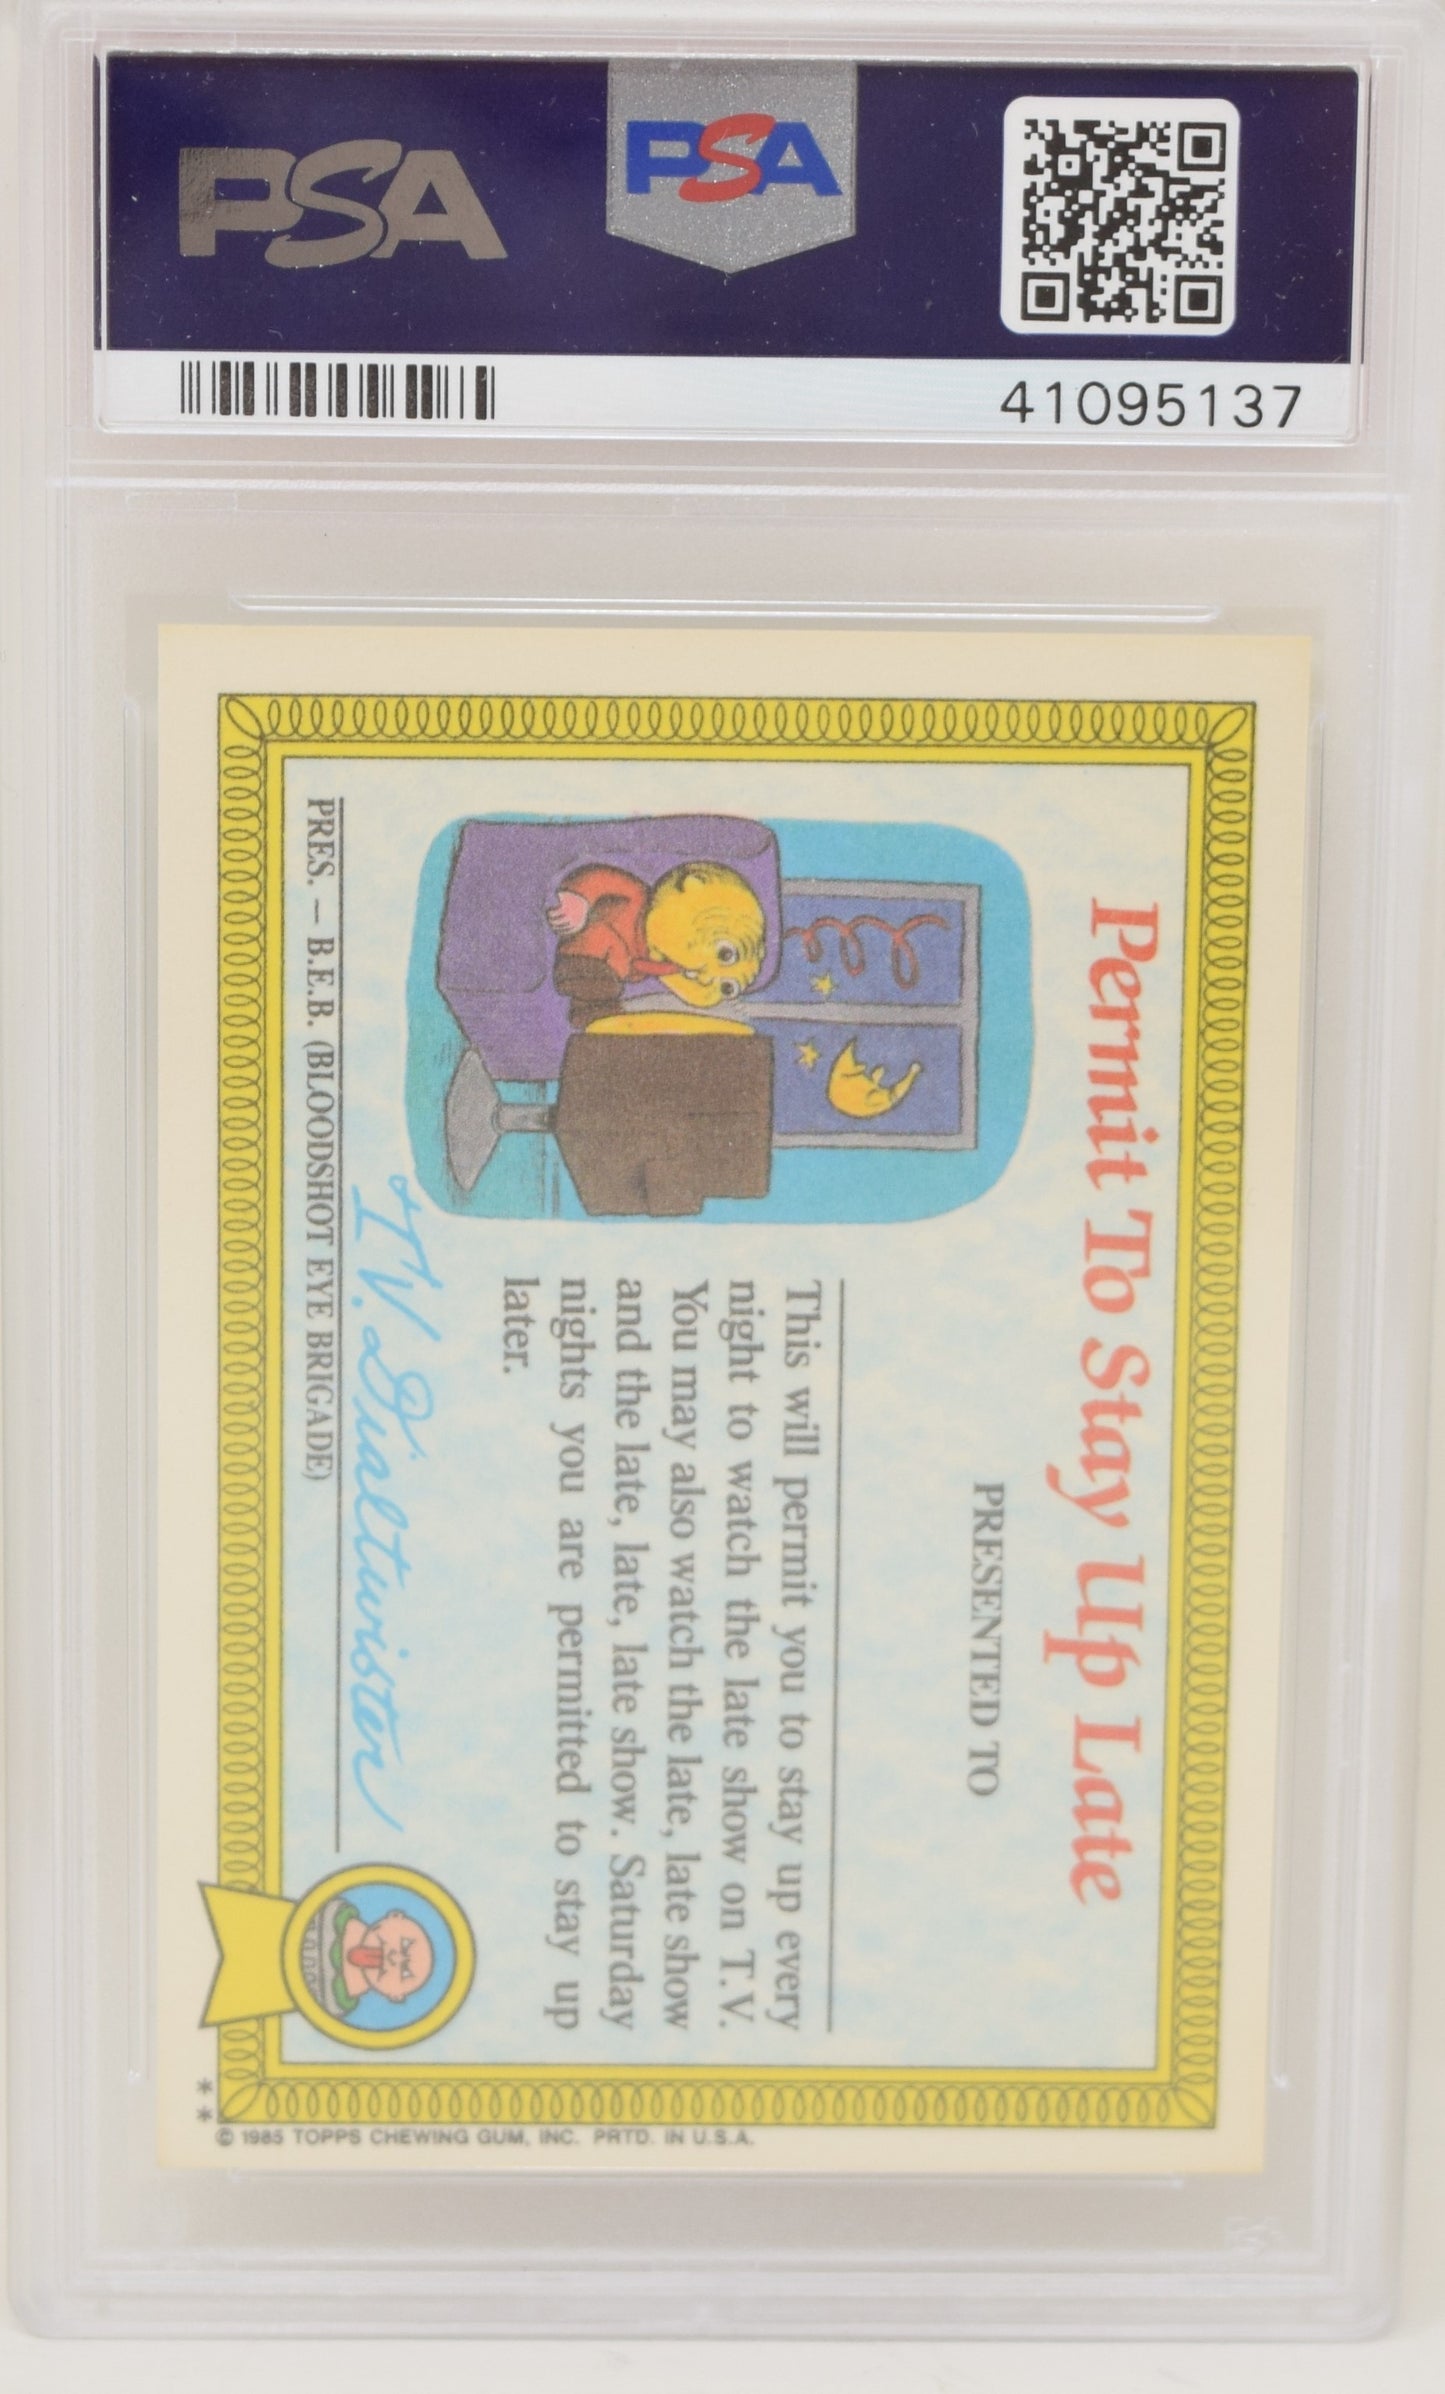 PSA
PSA
41095137
Permit To Stay Up Late
PRESENTED TO
This will permit you to stay up every
night to watch the late show on T.V.
You may also watch the late, late show
and the late, late, late show. Saturday
nights you are permitted to stay up
later.
T.V. Dialtwister
PRES. — B.E.B. (BLOODSHOT EYE BRIGADE)
**
© 1985 TOPPS CHEWING GUM, INC. PRTD. IN U.S.A.